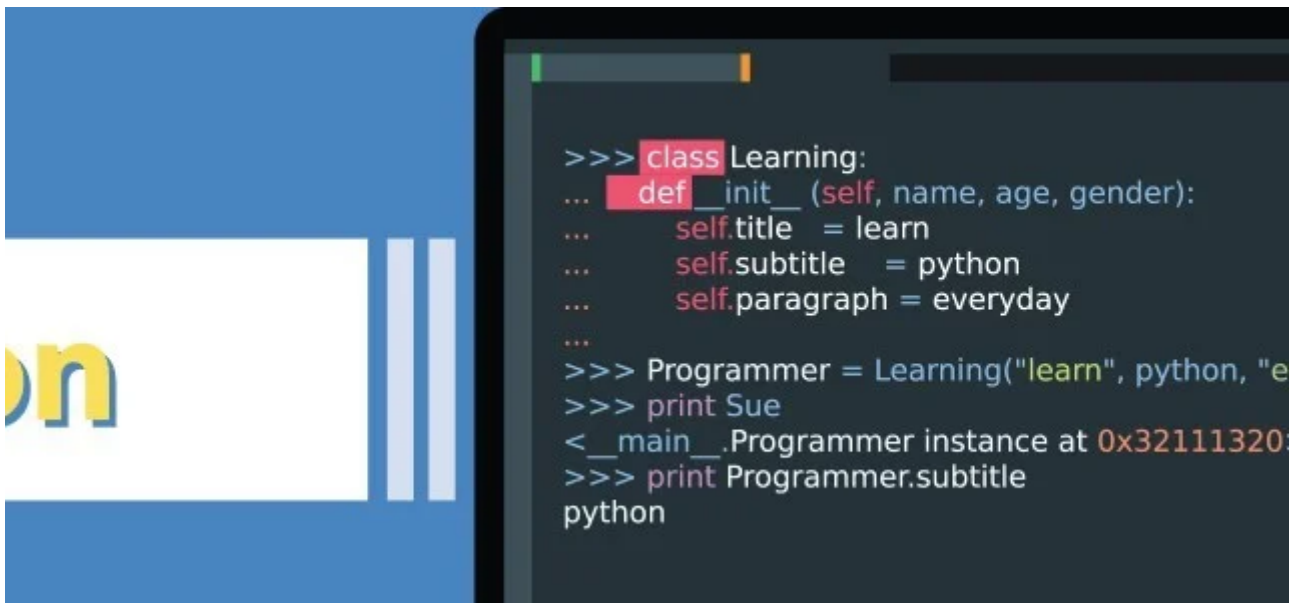 on
>>> class Learning:
... def __init__ (self, name, age, gender):
... self.title = learn
... self.subtitle = python
... self.paragraph = everyday
...
>>> Programmer = Learning("learn", python, "e
>>> print Sue
<__main__.Programmer instance at 0x32111320>
>>> print Programmer.subtitle
python